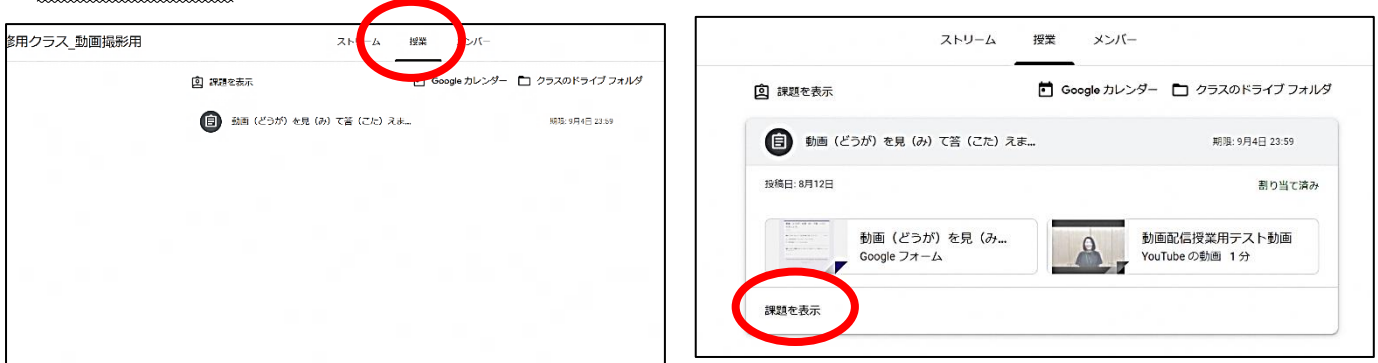 修用クラス_動画撮影用
ストリーム 授業 メンバー
課題を表示 Google カレンダー クラスのドライブ フォルダ
動画（どうが）を見（み）て答（こた）えま... 期限: 9月4日 23:59
ストリーム 授業 メンバー
課題を表示 Google カレンダー クラスのドライブ フォルダ
動画（どうが）を見（み）て答（こた）えま... 期限: 9月4日 23:59
投稿日: 8月12日 割り当て済み
動画（どうが）を見（み... 動画配信授業用テスト動画
Google フォーム YouTube の動画 1 分
課題を表示